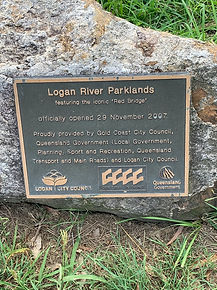 Logan River Parklands
featuring the iconic "Red Bridge"
officially opened 29 November 2007
Proudly provided by Gold Coast City Council,
Queensland Government (Local Government,
Planning, Sport and Recreation, Queensland
Transport and Main Roads) and Logan City Council.
LOGAN CITY COUNCIL
Queensland
Government